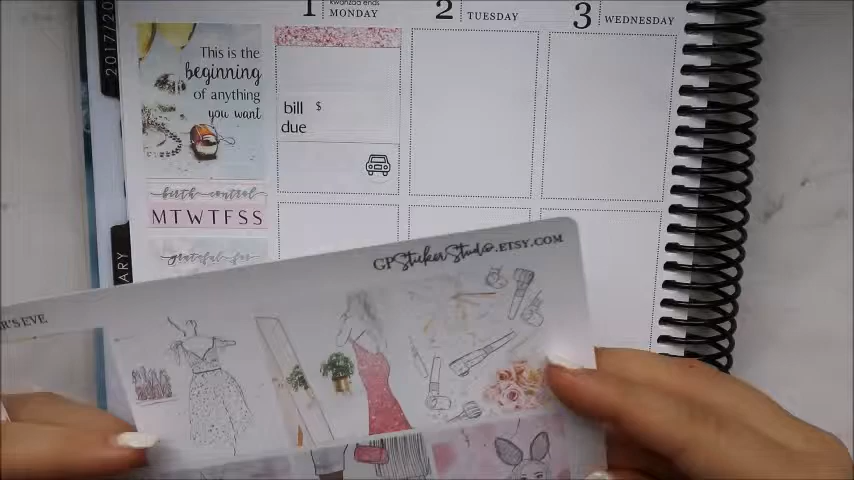 1
kwanzaa ends
MONDAY
2
TUESDAY
3
WEDNESDAY
2017/20
This is the
beginning
of anything
you want
bill $
due
birth control
M T W T F S S
grateful for
ARY
GPStickerStudio.ETSY.COM
R'S EVE